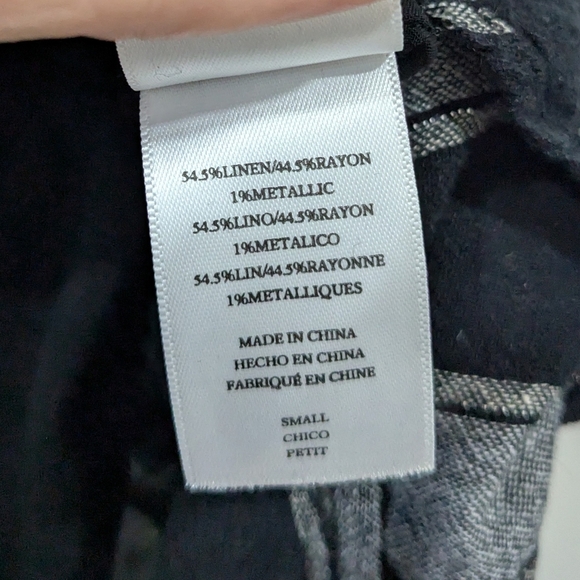 54.5%LINEN/44.5%RAYON
1%METALLIC
54.5%LINO/44.5%RAYON
1%METALICO
54.5%LIN/44.5%RAYONNE
1%METALLIQUES
MADE IN CHINA
HECHO EN CHINA
FABRIQUÉ EN CHINE
SMALL
CHICO
PETIT